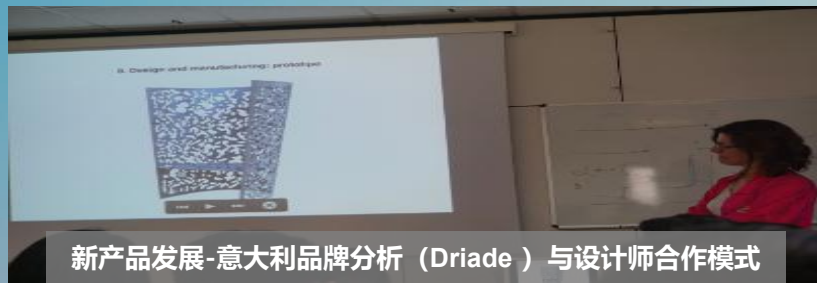 9. Design and manufacturing: prototype
新产品发展-意大利品牌分析（Driade ）与设计师合作模式